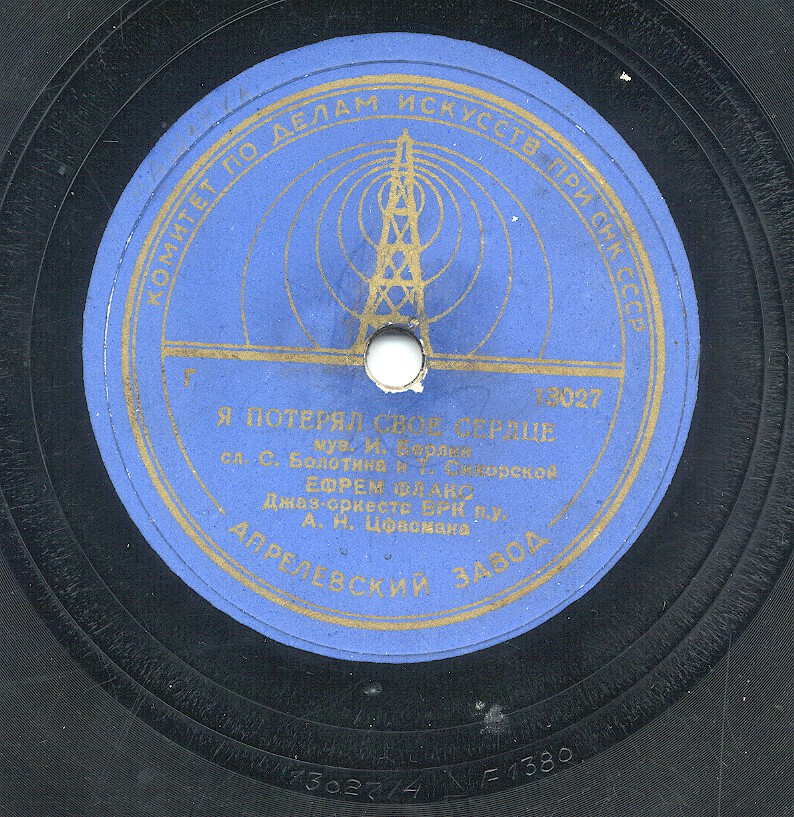 КОМИТЕТ ПО ДЕЛАМ ИСКУССТВ ПРИ СНК СССР
Г 13027
Я ПОТЕРЯЛ СВОЕ СЕРДЦЕ
муз. И. Берлин
сл. С. Болотина и Т. Сикорской
ЕФРЕМ ФЛАКС
Джаз-оркестр ВРК п.у.
А. Н. Цфасмана
АПРЕЛЕВСКИЙ ЗАВОД
13027/4 F1380